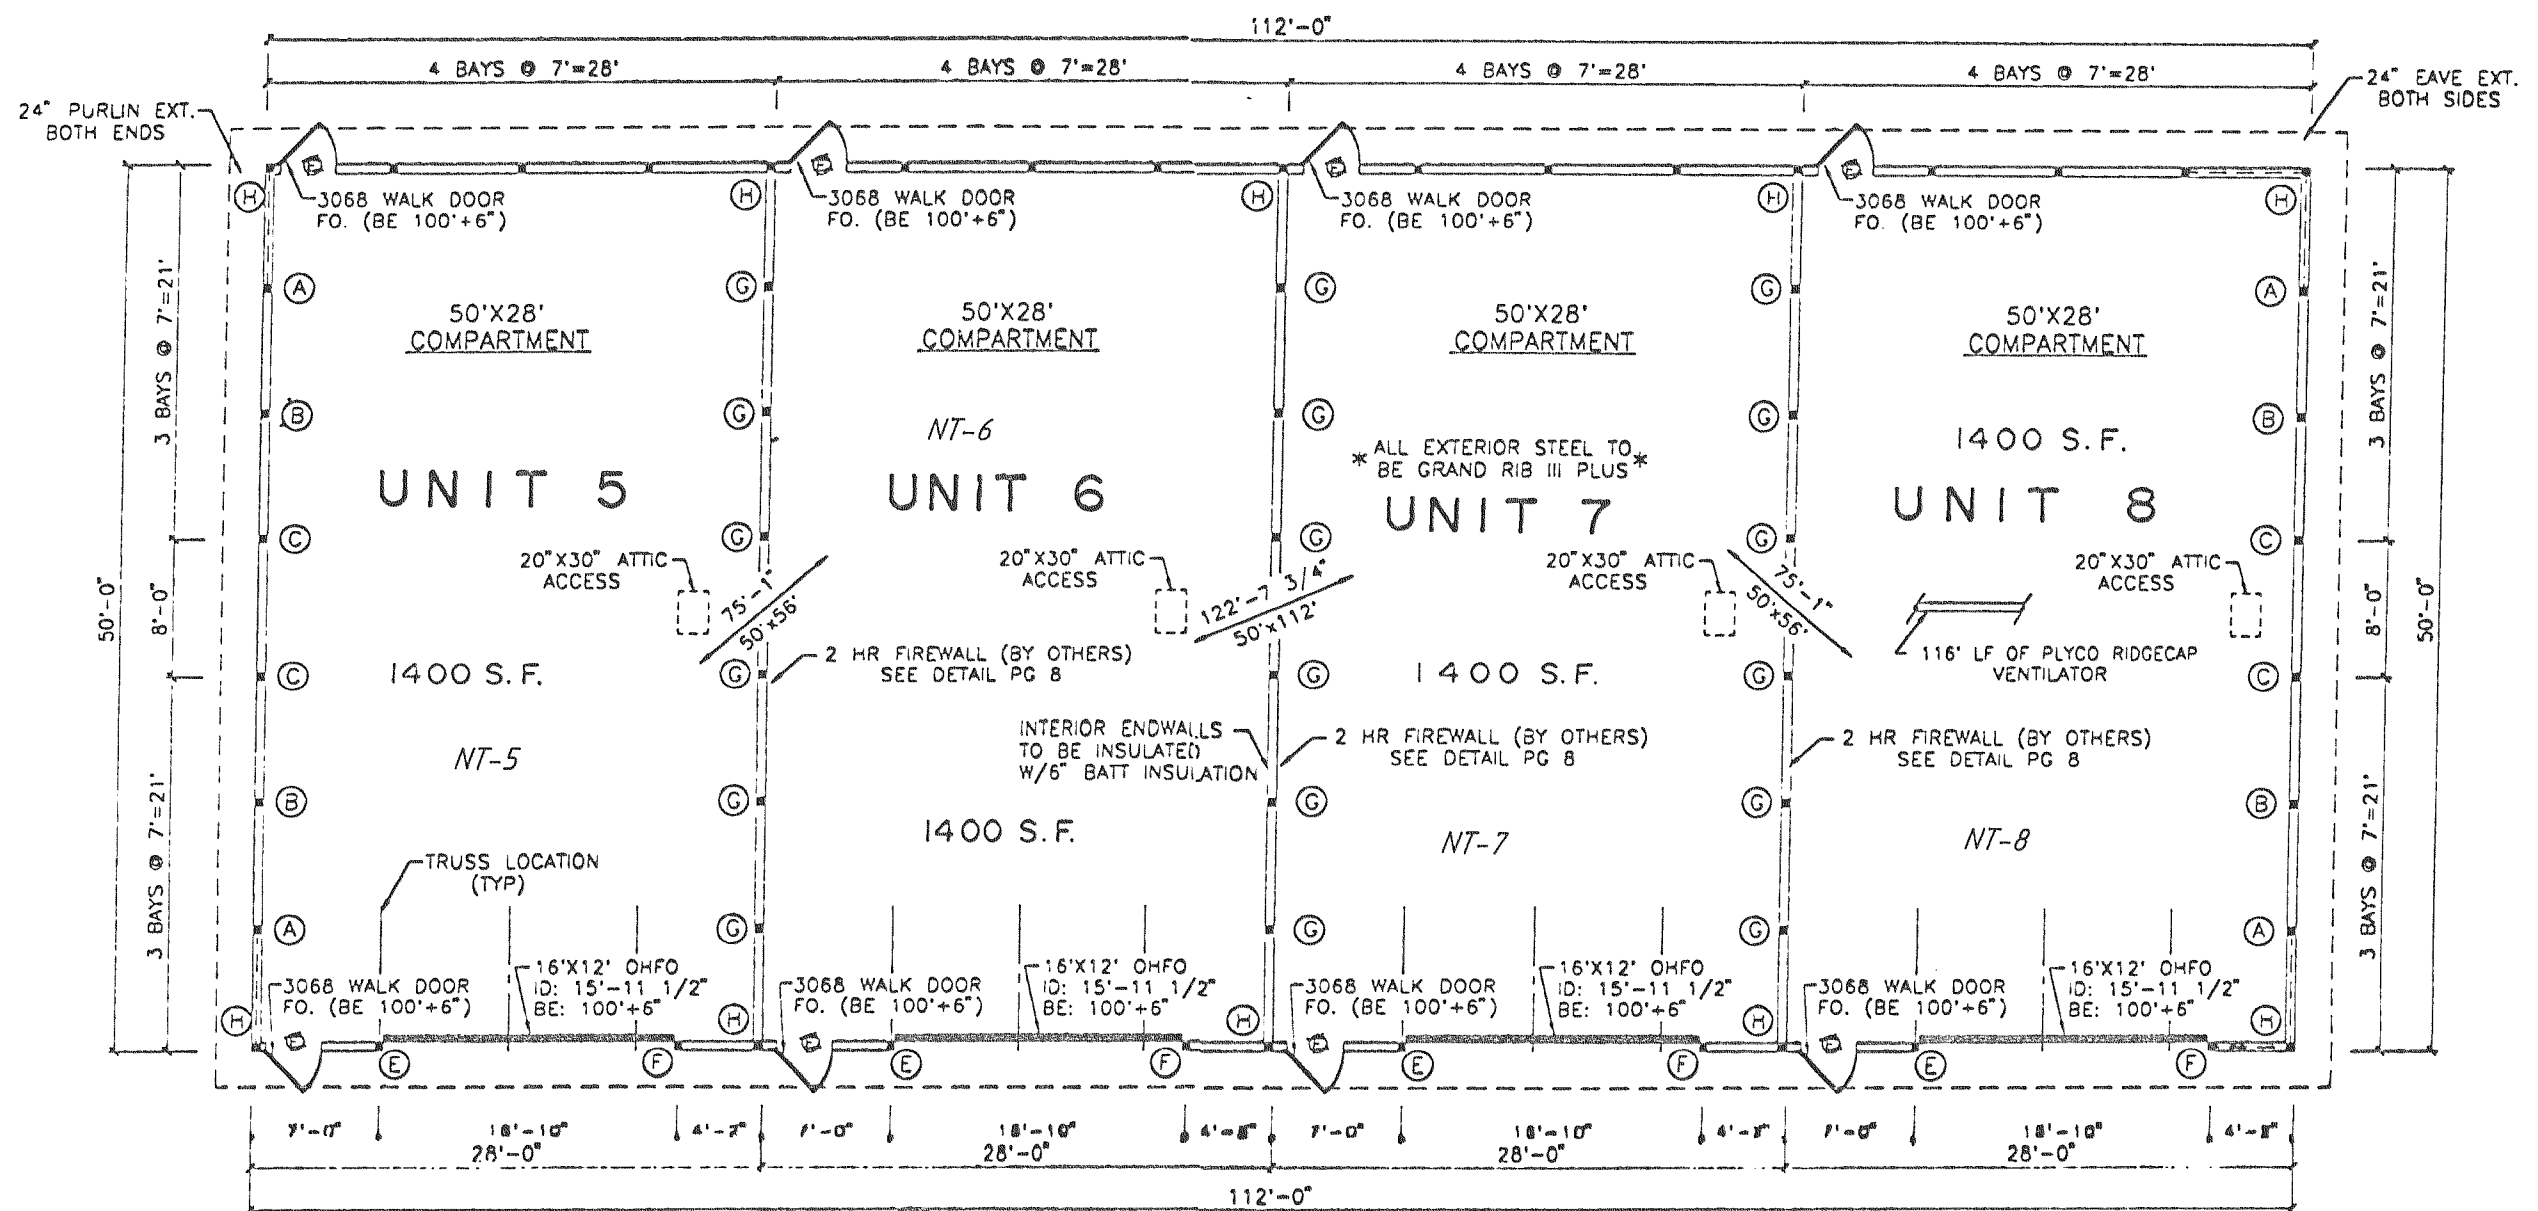 112'-0"
4 BAYS @ 7'=28'
4 BAYS @ 7'=28'
4 BAYS @ 7'=28'
4 BAYS @ 7'=28'
24" PURLIN EXT.
BOTH ENDS
24" EAVE EXT.
BOTH SIDES
H
3068 WALK DOOR
FO. (BE 100'+6")
H
3068 WALK DOOR
FO. (BE 100'+6")
H
3068 WALK DOOR
FO. (BE 100'+6")
H
3068 WALK DOOR
FO. (BE 100'+6")
H
3 BAYS @ 7'=21'
A
G
G
G
A
3 BAYS @ 7'=21'
50'X28'
COMPARTMENT
50'X28'
COMPARTMENT
50'X28'
COMPARTMENT
50'X28'
COMPARTMENT
B
G
G
G
B
NT-6
1400 S.F.
* ALL EXTERIOR STEEL TO
BE GRAND RIB III PLUS *
UNIT 5
UNIT 6
UNIT 7
UNIT 8
C
G
G
G
C
20"X30" ATTIC
ACCESS
20"X30" ATTIC
ACCESS
20"X30" ATTIC
ACCESS
20"X30" ATTIC
ACCESS
50'-0"
8'-0"
75'-1"
50'x56'
122'-7 3/4"
50'x112'
75'-1"
50'x56'
8'-0"
50'-0"
116' LF OF PLYCO RIDGECAP
VENTILATOR
2 HR FIREWALL (BY OTHERS)
SEE DETAIL PG 8
C
1400 S.F.
G
G
1400 S.F.
G
C
INTERIOR ENDWALLS
TO BE INSULATED
W/6" BATT INSULATION
2 HR FIREWALL (BY OTHERS)
SEE DETAIL PG 8
2 HR FIREWALL (BY OTHERS)
SEE DETAIL PG 8
NT-5
B
G
G
G
B
3 BAYS @ 7'=21'
3 BAYS @ 7'=21'
1400 S.F.
NT-7
NT-8
TRUSS LOCATION
(TYP)
A
G
G
G
A
3068 WALK DOOR
FO. (BE 100'+6")
16'X12' OHFO
ID: 15'-11 1/2"
BE: 100'+6"
3068 WALK DOOR
FO. (BE 100'+6")
16'X12' OHFO
ID: 15'-11 1/2"
BE: 100'+6"
3068 WALK DOOR
FO. (BE 100'+6")
16'X12' OHFO
ID: 15'-11 1/2"
BE: 100'+6"
3068 WALK DOOR
FO. (BE 100'+6")
16'X12' OHFO
ID: 15'-11 1/2"
BE: 100'+6"
H
H
H
H
H
E
F
E
F
E
F
E
F
7'-0"
7'-0"
7'-0"
7'-0"
28'-0"
28'-0"
28'-0"
28'-0"
112'-0"